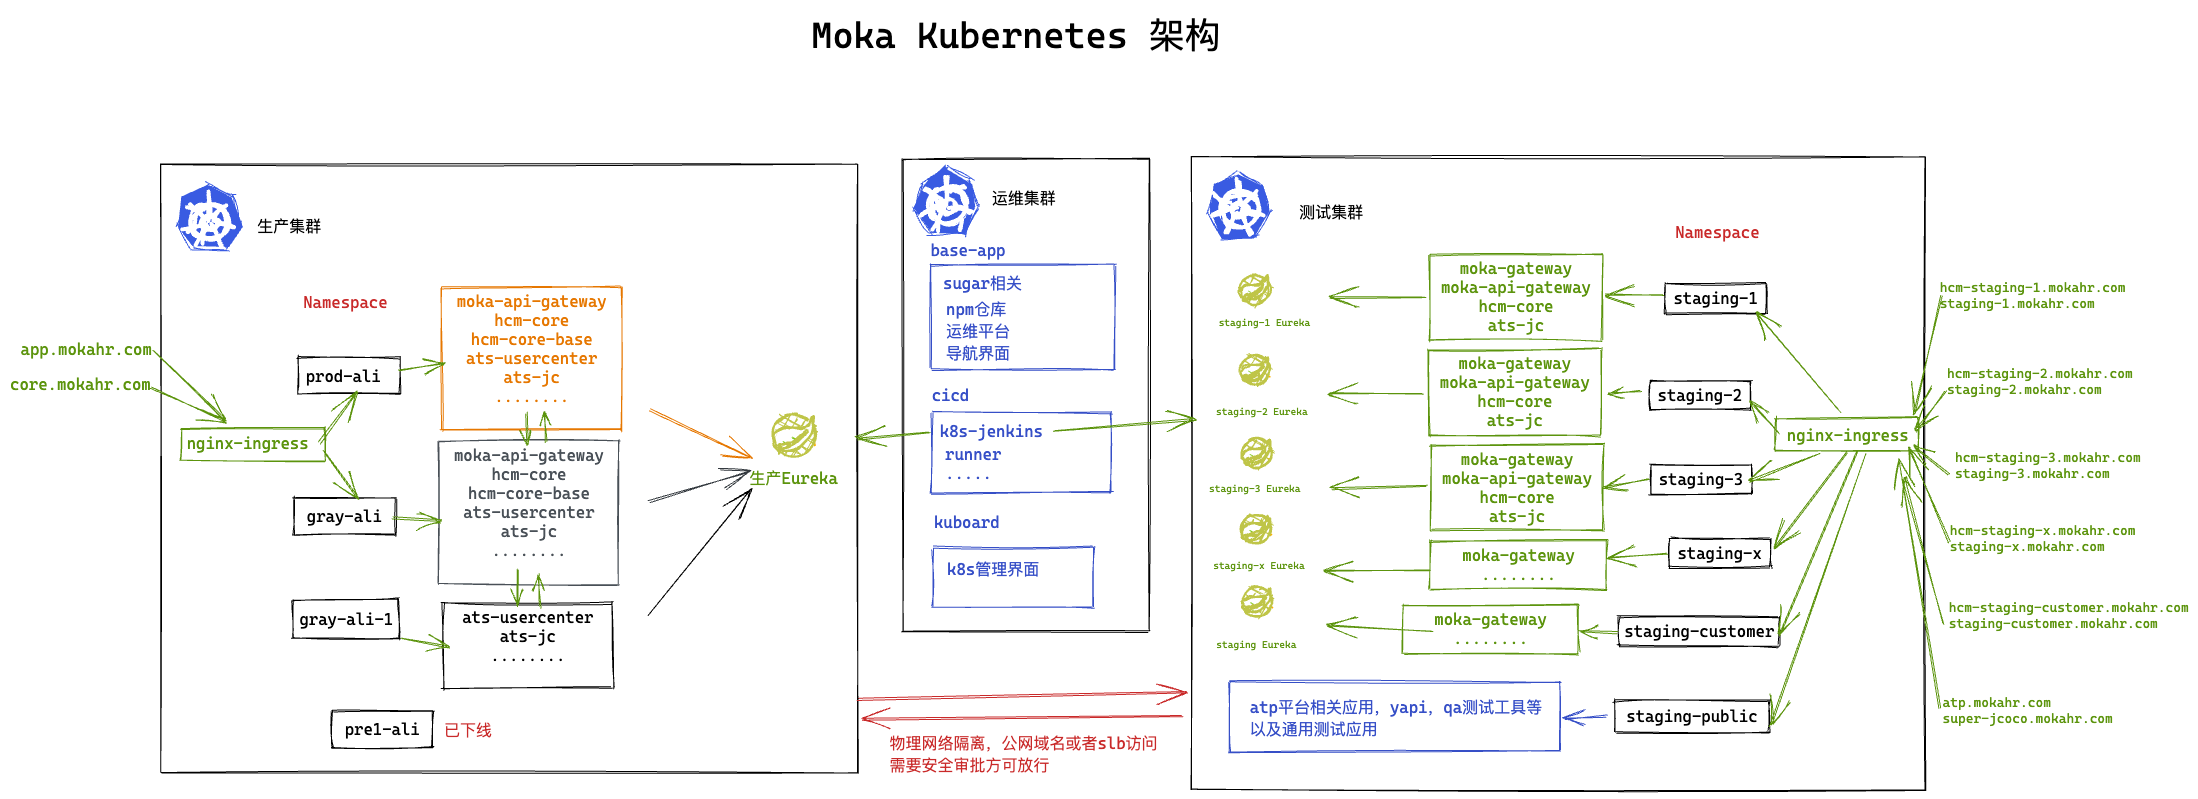 Moka Kubernetes 架构
生产集群
Namespace
app.mokahr.com
core.mokahr.com
nginx-ingress
prod-ali
gray-ali
gray-ali-1
pre1-ali
已下线
moka-api-gateway
hcm-core
hcm-core-base
ats-usercenter
ats-jc
........
moka-api-gateway
hcm-core
hcm-core-base
ats-usercenter
ats-jc
........
ats-usercenter
ats-jc
........
生产Eureka
运维集群
base-app
sugar相关
npm仓库
运维平台
导航界面
cicd
k8s-jenkins
runner
.....
kuboard
k8s管理界面
物理网络隔离，公网域名或者slb访问
需要安全审批方可放行
测试集群
Namespace
staging-1 Eureka
staging-2 Eureka
staging-3 Eureka
staging-x Eureka
staging Eureka
moka-gateway
moka-api-gateway
hcm-core
ats-jc
moka-gateway
moka-api-gateway
hcm-core
ats-jc
moka-gateway
moka-api-gateway
hcm-core
ats-jc
moka-gateway
........
moka-gateway
........
atp平台相关应用，yapi，qa测试工具等
以及通用测试应用
staging-1
staging-2
staging-3
staging-x
staging-customer
staging-public
nginx-ingress
hcm-staging-1.mokahr.com
staging-1.mokahr.com
hcm-staging-2.mokahr.com
staging-2.mokahr.com
hcm-staging-3.mokahr.com
staging-3.mokahr.com
hcm-staging-x.mokahr.com
staging-x.mokahr.com
hcm-staging-customer.mokahr.com
staging-customer.mokahr.com
atp.mokahr.com
super-jcoco.mokahr.com